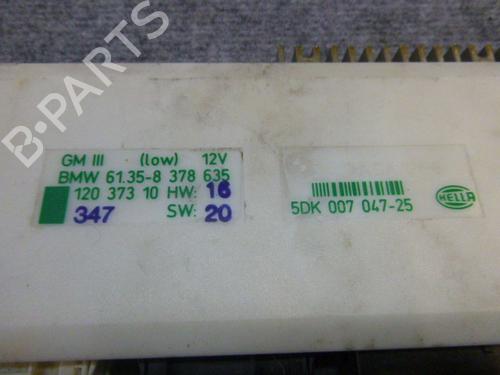 B-PARTS
GM III (low) 12V
BMW 61.35-8 378 635
120 373 10 HW: 16
347 SW: 20
5DK 007 047-25
HELLA